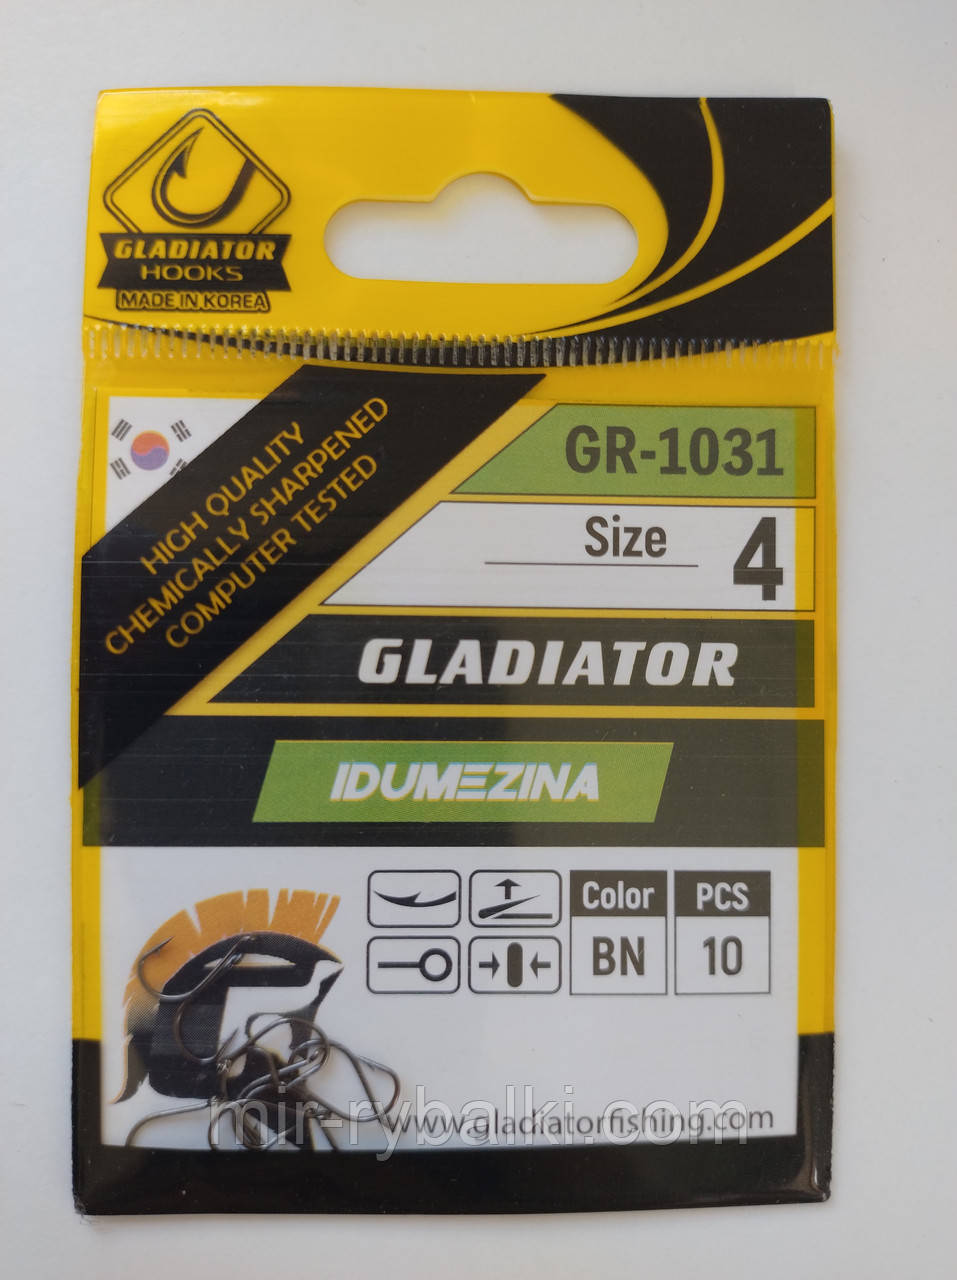 GLADIATOR
HOOKS
MADE IN KOREA
HIGH QUALITY
CHEMICALLY SHARPENED
COMPUTER TESTED
GR-1031
Size 4
GLADIATOR
IDUMEZINA
Color PCS
BN 10
www.gladiatorfishing.com
mir-rybalki.com